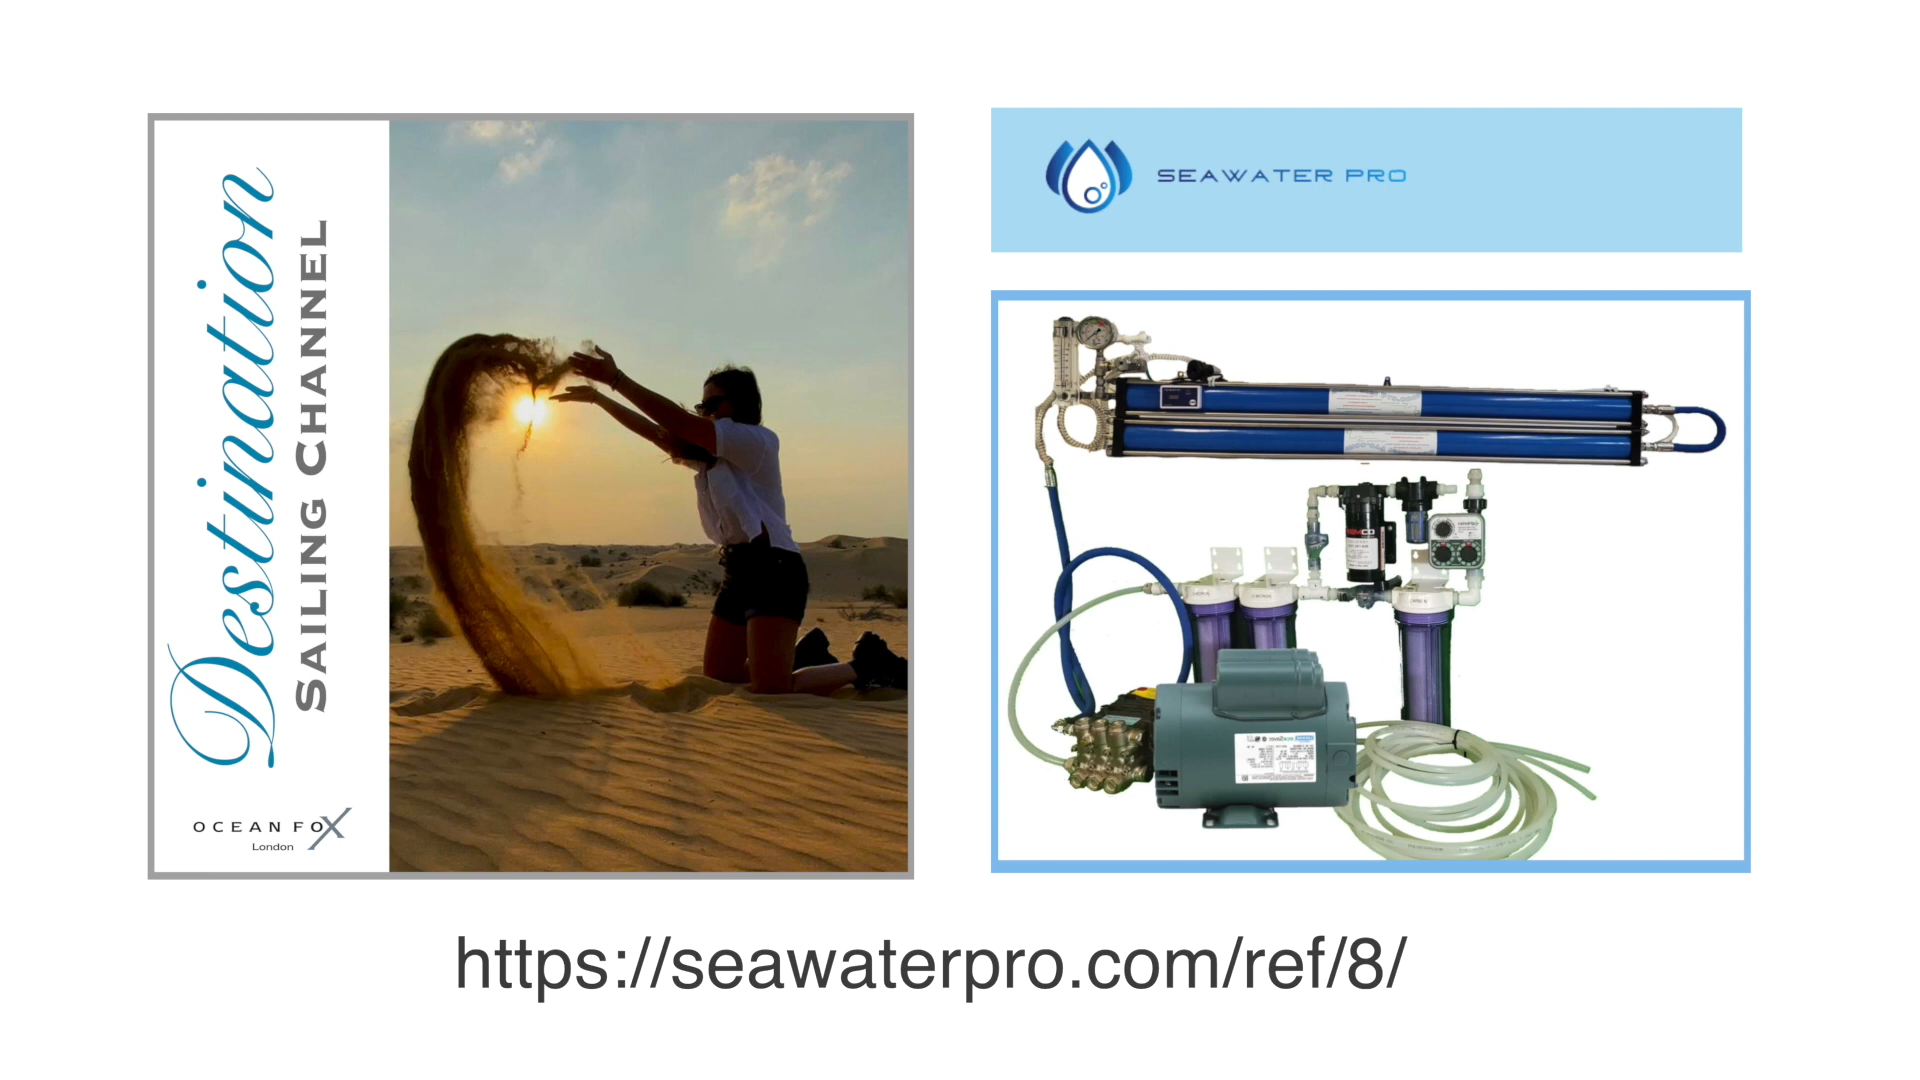 Destination
SAILING CHANNEL
OCEAN FOX
London
SEAWATER PRO
https://seawaterpro.com/ref/8/